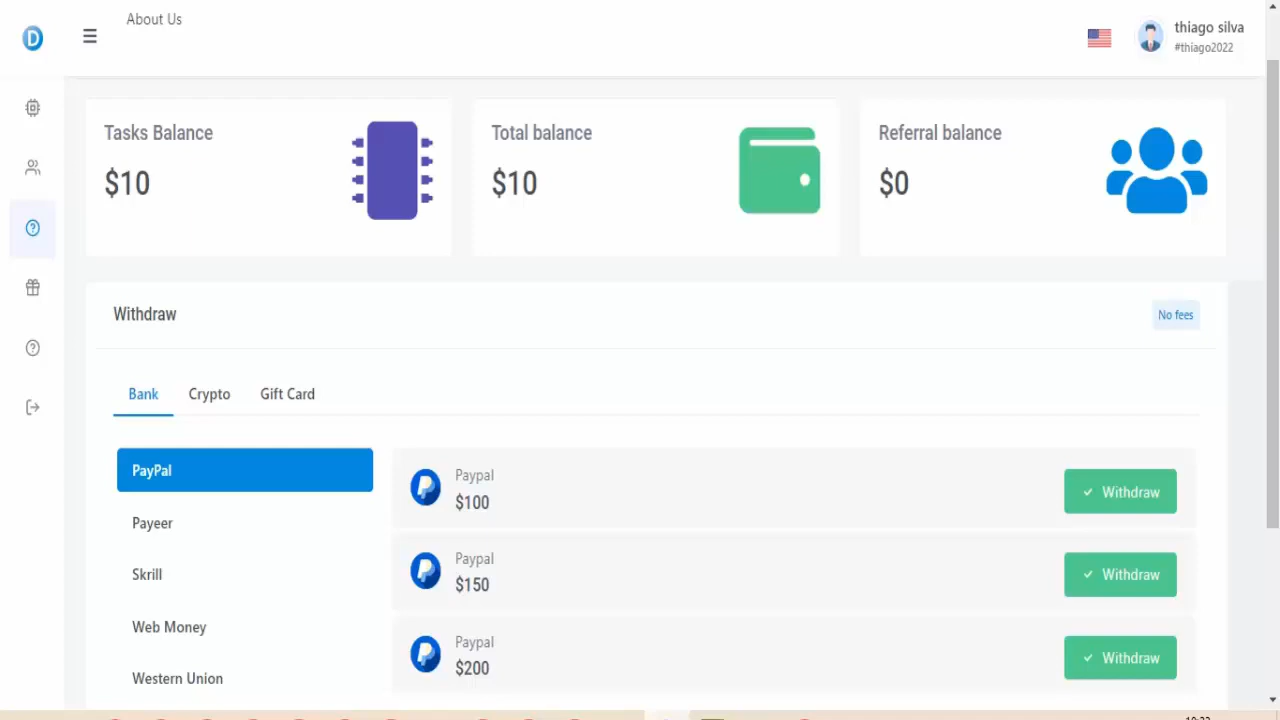 About Us
D
thiago silva
#thiago2022
Tasks Balance
$10
Total balance
$10
Referral balance
$0
Withdraw
No fees
Bank
Crypto
Gift Card
PayPal
Payeer
Skrill
Web Money
Western Union
Paypal
$100
Withdraw
Paypal
$150
Withdraw
Paypal
$200
Withdraw